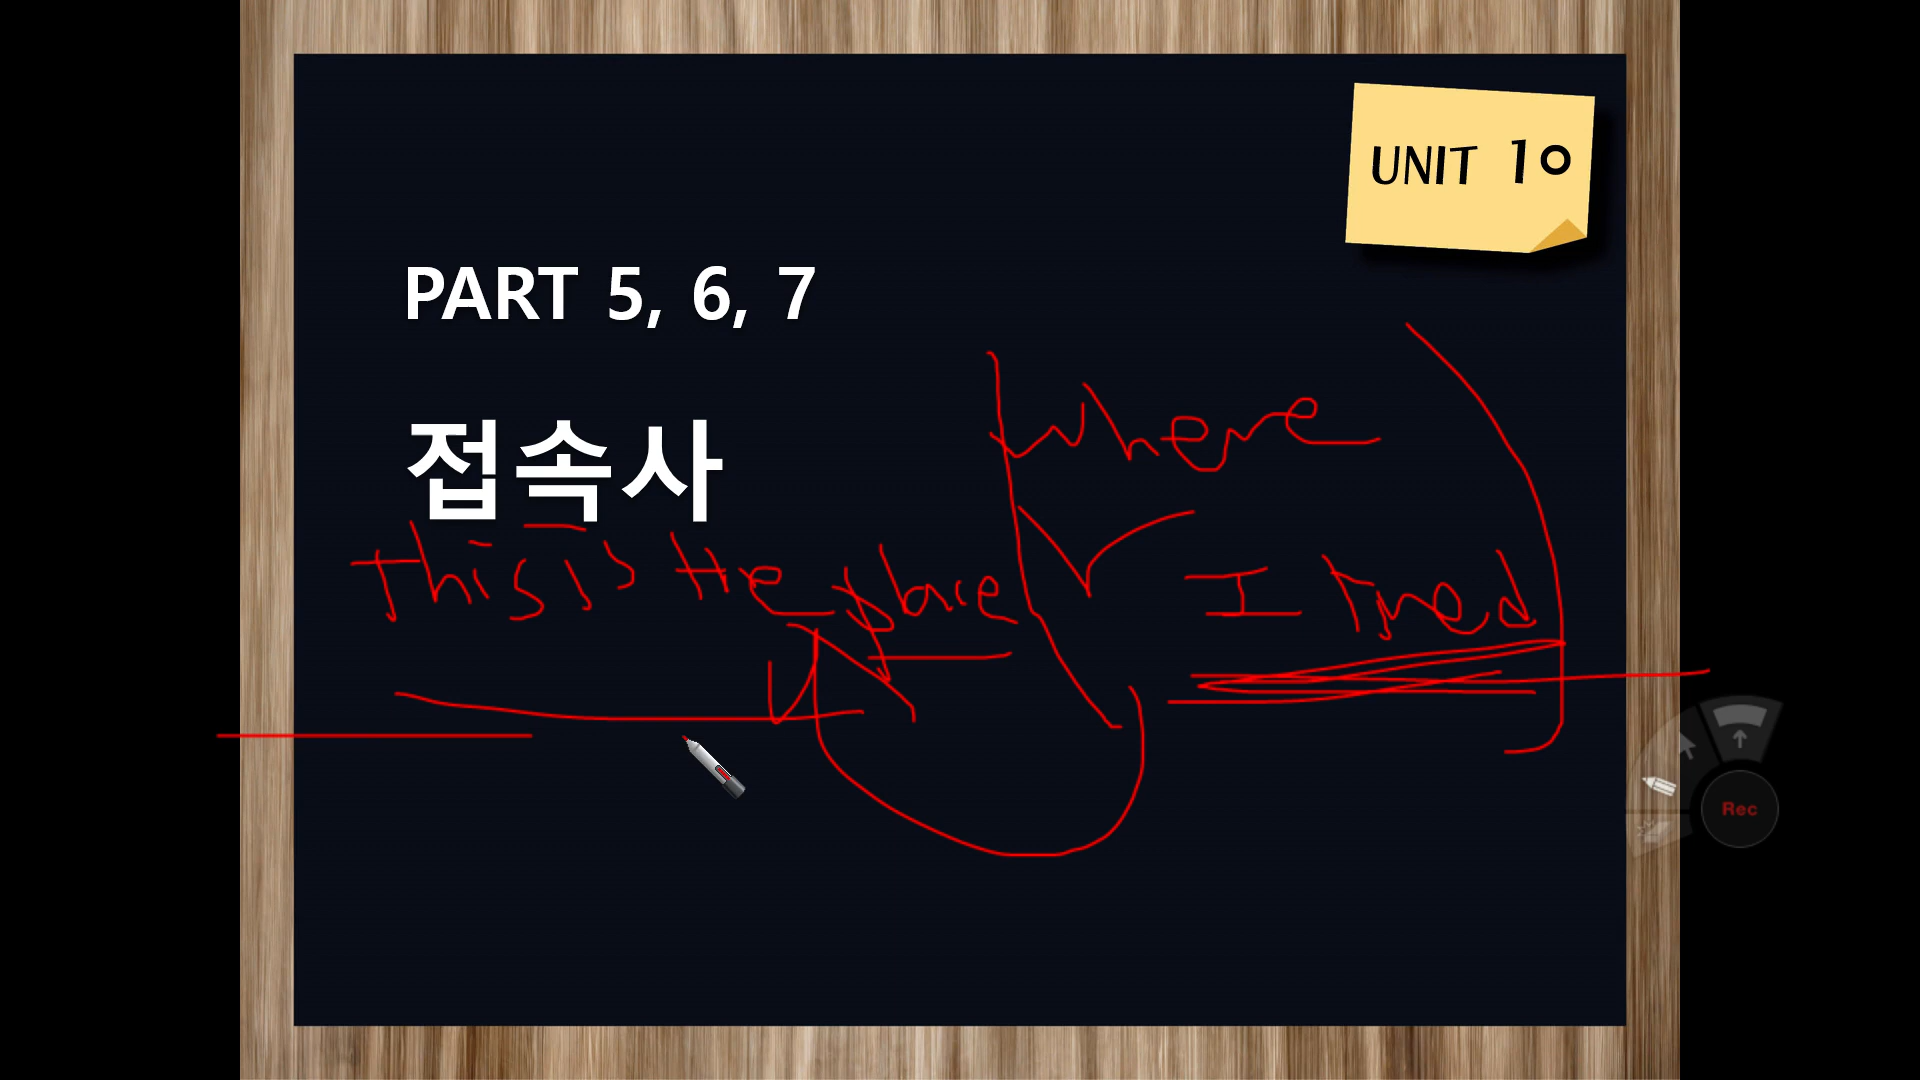 UNIT 10
PART 5, 6, 7
접속사
where
this is the place I lived
Rec